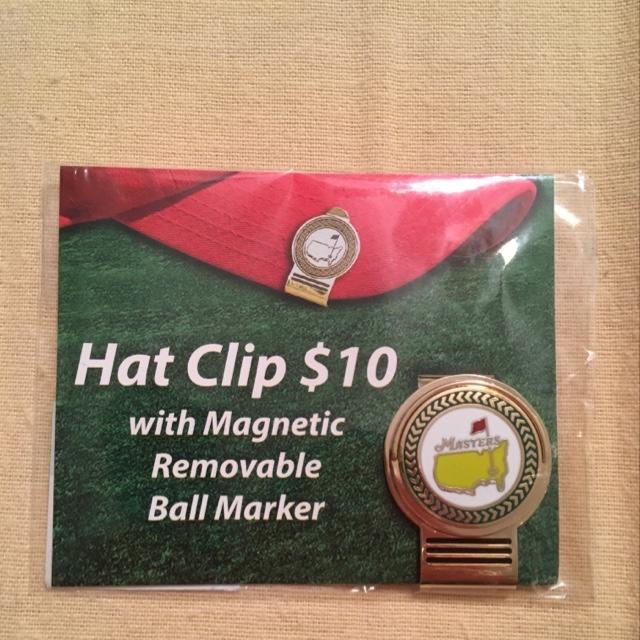 Hat Clip $10
with Magnetic
Removable
Ball Marker
MASTERS